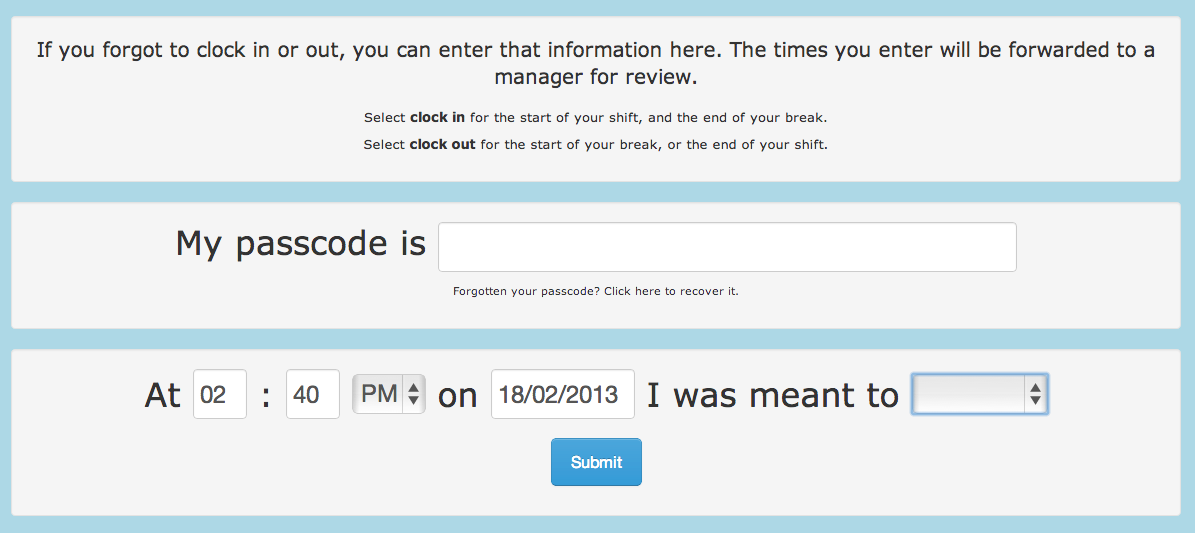 If you forgot to clock in or out, you can enter that information here. The times you enter will be forwarded to a
manager for review.
Select clock in for the start of your shift, and the end of your break.
Select clock out for the start of your break, or the end of your shift.
My passcode is
Forgotten your passcode? Click here to recover it.
At 02 : 40 PM on 18/02/2013 I was meant to
Submit